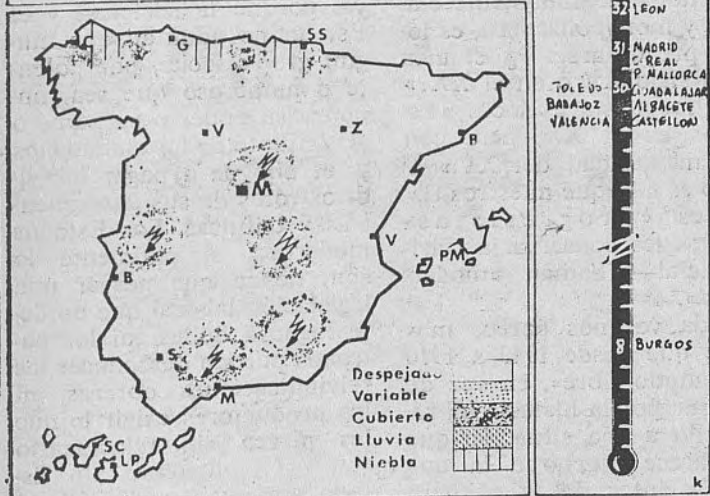 G
SS
V
Z
B
M
V
PM
B
S
M
SC
LP
Despejado
Variable
Cubierto
Lluvia
Niebla
32 LEON
31 MADRID
C. REAL
P. MALLORCA
TOLEDO 30 GUADALAJAR
BADAJOZ ALBACETE
VALENCIA CASTELLON
8 BURGOS
k